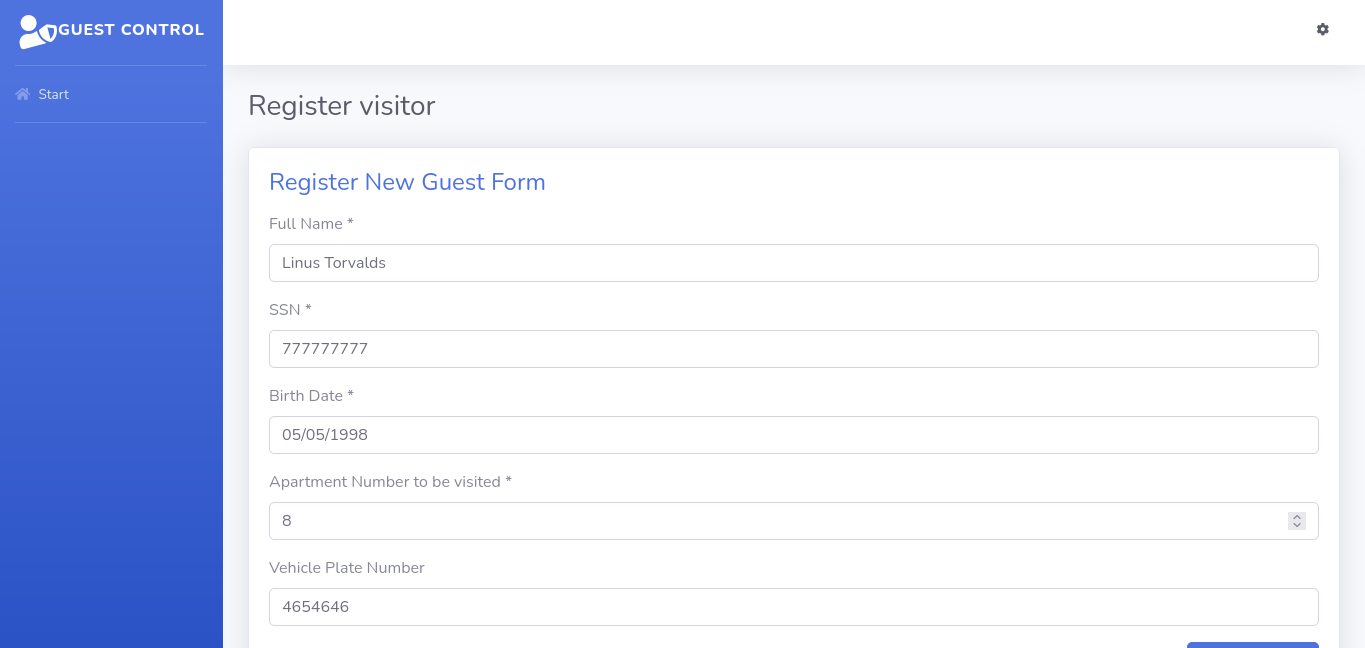 GUEST CONTROL
Start
Register visitor
Register New Guest Form
Full Name *
Linus Torvalds
SSN *
777777777
Birth Date *
05/05/1998
Apartment Number to be visited *
8
Vehicle Plate Number
4654646